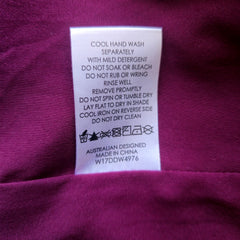 COOL HAND WASH
SEPARATELY
WITH MILD DETERGENT
DO NOT SOAK OR BLEACH
DO NOT RUB OR WRING
RINSE WELL
REMOVE PROMPTLY
DO NOT SPIN OR TUMBLE DRY
LAY FLAT TO DRY IN SHADE
COOL IRON ON REVERSE SIDE
DO NOT DRY CLEAN
AUSTRALIAN DESIGNED
MADE IN CHINA
W17DDW4976